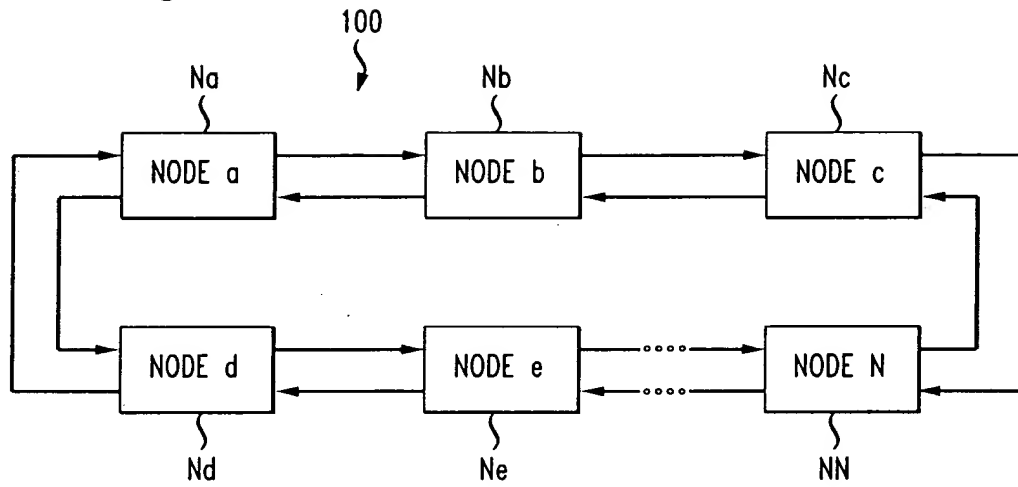 100
Na Nb Nc
NODE a NODE b NODE c
NODE d NODE e NODE N
Nd Ne NN